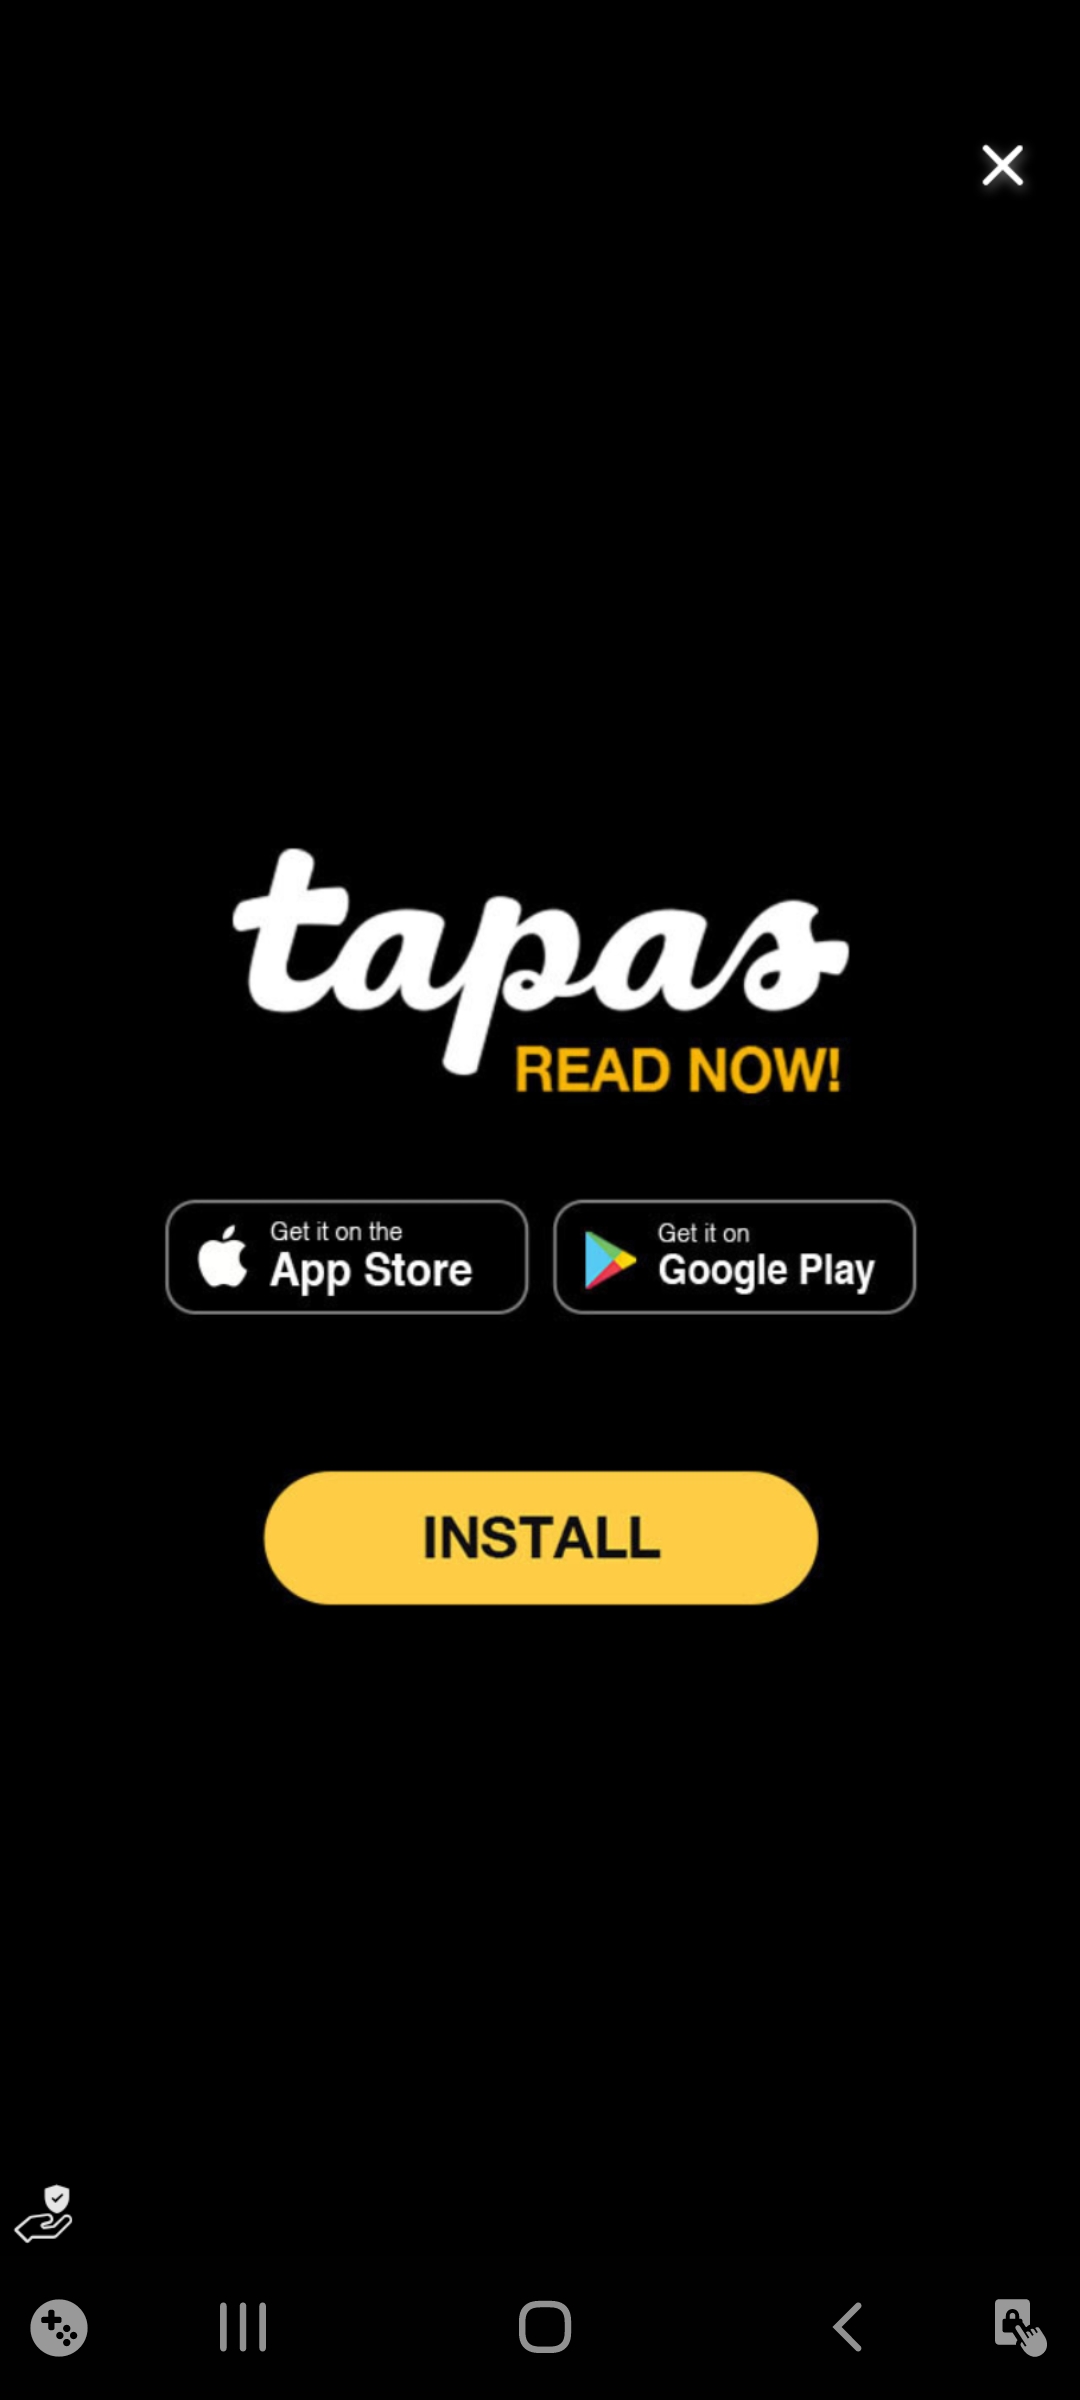 tapas
READ NOW!
Get it on the
App Store
Get it on
Google Play
INSTALL